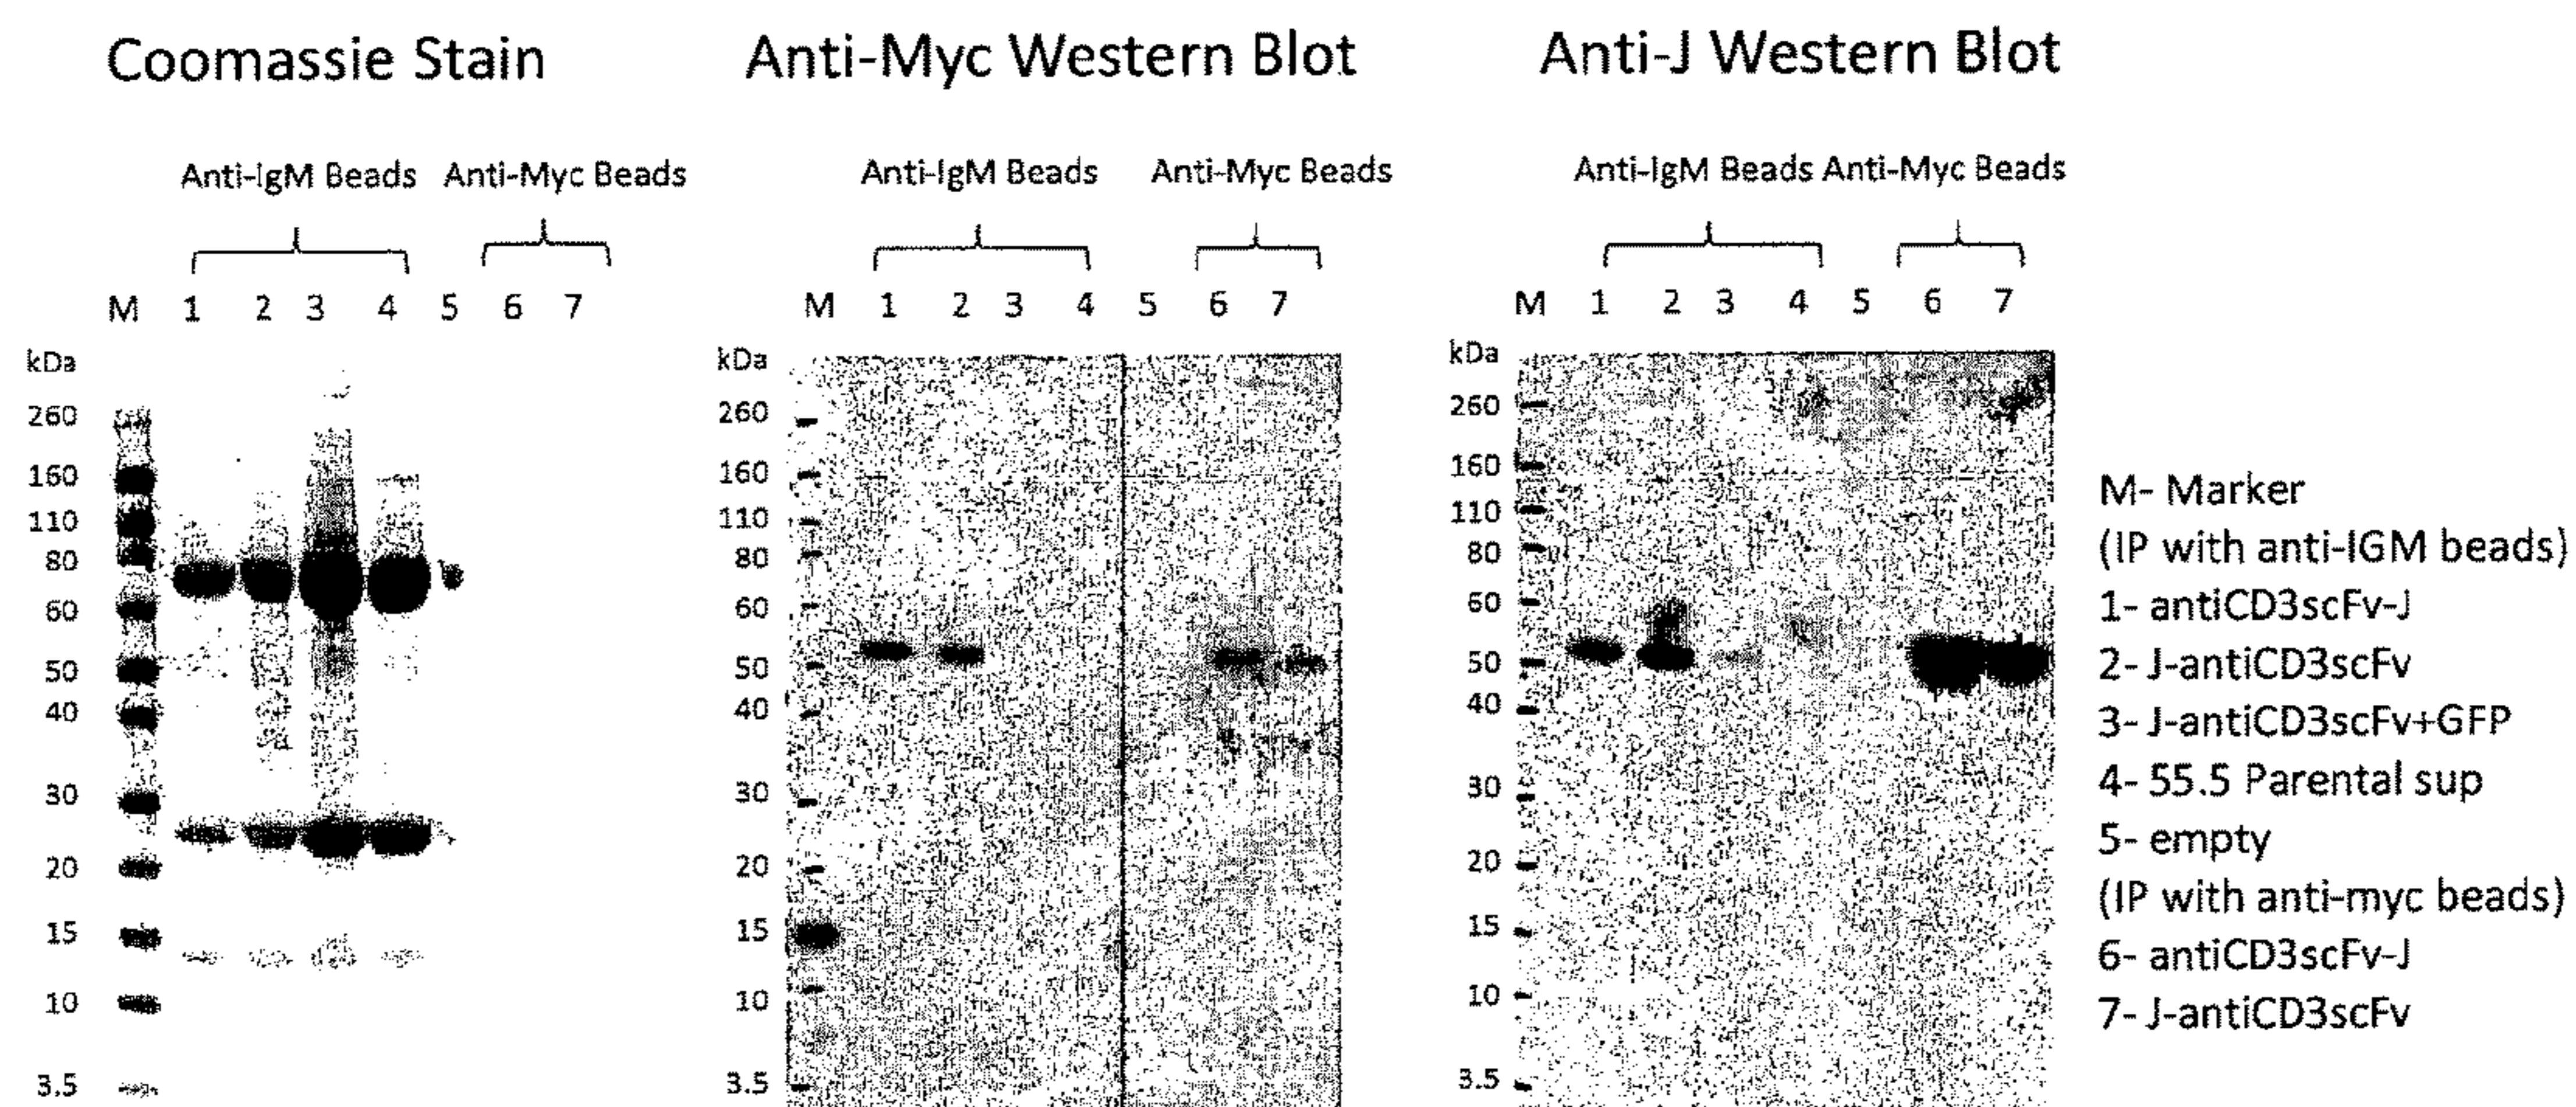 Coomassie Stain
Anti-IgM Beads Anti-Myc Beads
M 1 2 3 4 5 6 7
kDa
260
160
110
80
60
50
40
30
20
15
10
3.5
Anti-Myc Western Blot
Anti-IgM Beads Anti-Myc Beads
M 1 2 3 4 5 6 7
kDa
260
160
110
80
60
50
40
30
20
15
10
3.5
Anti-J Western Blot
Anti-IgM Beads Anti-Myc Beads
M 1 2 3 4 5 6 7
kDa
260
160
110
80
60
50
40
30
20
15
10
3.5
M- Marker
(IP with anti-IGM beads)
1- antiCD3scFv-J
2- J-antiCD3scFv
3- J-antiCD3scFv+GFP
4- 55.5 Parental sup
5- empty
(IP with anti-myc beads)
6- antiCD3scFv-J
7- J-antiCD3scFv